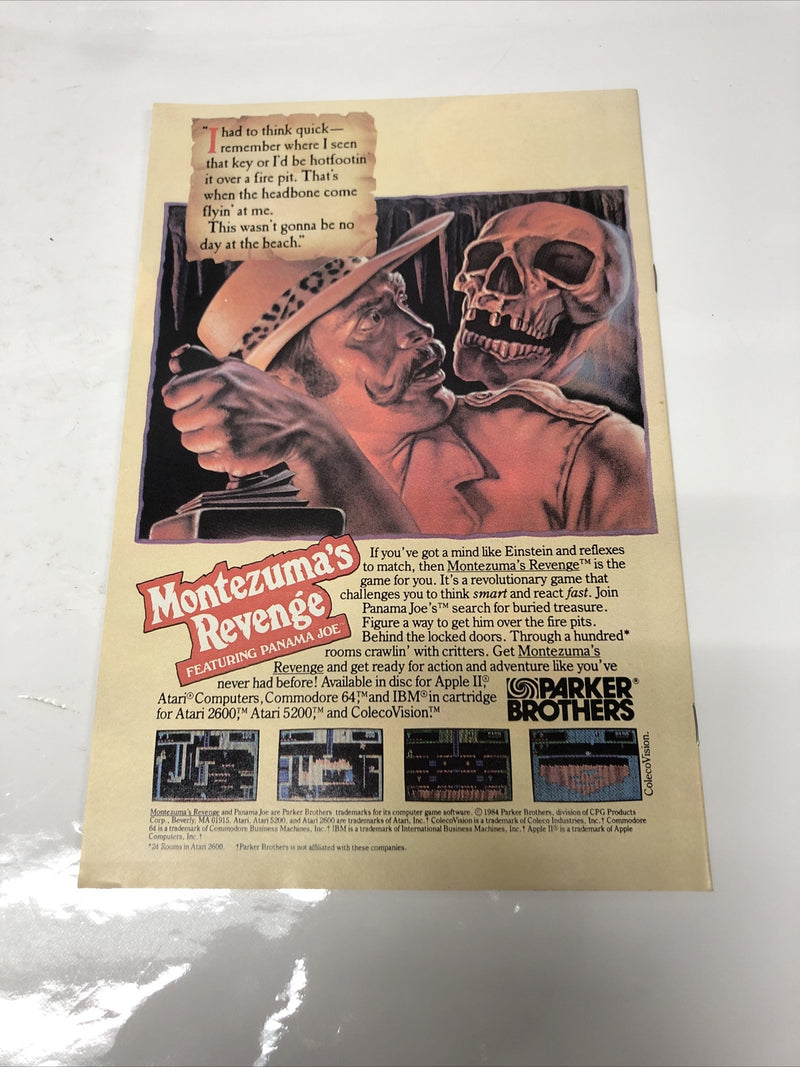 "I had to think quick—
remember where I seen
that key or I'd be hotfootin'
it over a fire pit. That's
when the headbone come
flyin' at me.
This wasn't gonna be no
day at the beach."
Montezuma's
Revenge
FEATURING PANAMA JOE™
If you've got a mind like Einstein and reflexes
to match, then Montezuma's Revenge™ is the
game for you. It's a revolutionary game that
challenges you to think smart and react fast. Join
Panama Joe's™ search for buried treasure.
Figure a way to get him over the fire pits.
Behind the locked doors. Through a hundred*
rooms crawlin' with critters. Get Montezuma's
Revenge and get ready for action and adventure like you've
never had before! Available in disc for Apple II®,
Atari® Computers, Commodore 64,™ and IBM® in cartridge
for Atari 2600,™ Atari 5200,™ and ColecoVision.™
PARKER®
BROTHERS
ColecoVision.
Montezuma's Revenge and Panama Joe are Parker Brothers trademarks for its computer game software. © 1984 Parker Brothers, division of CPG Products
Corp., Beverly, MA 01915. Atari, Atari 5200, and Atari 2600 are trademarks of Atari, Inc.† ColecoVision is a trademark of Coleco Industries, Inc.† Commodore
64 is a trademark of Commodore Business Machines, Inc.† IBM is a trademark of International Business Machines, Inc.† Apple II® is a trademark of Apple
Computers, Inc.†
*24 Rooms in Atari 2600. †Parker Brothers is not affiliated with these companies.